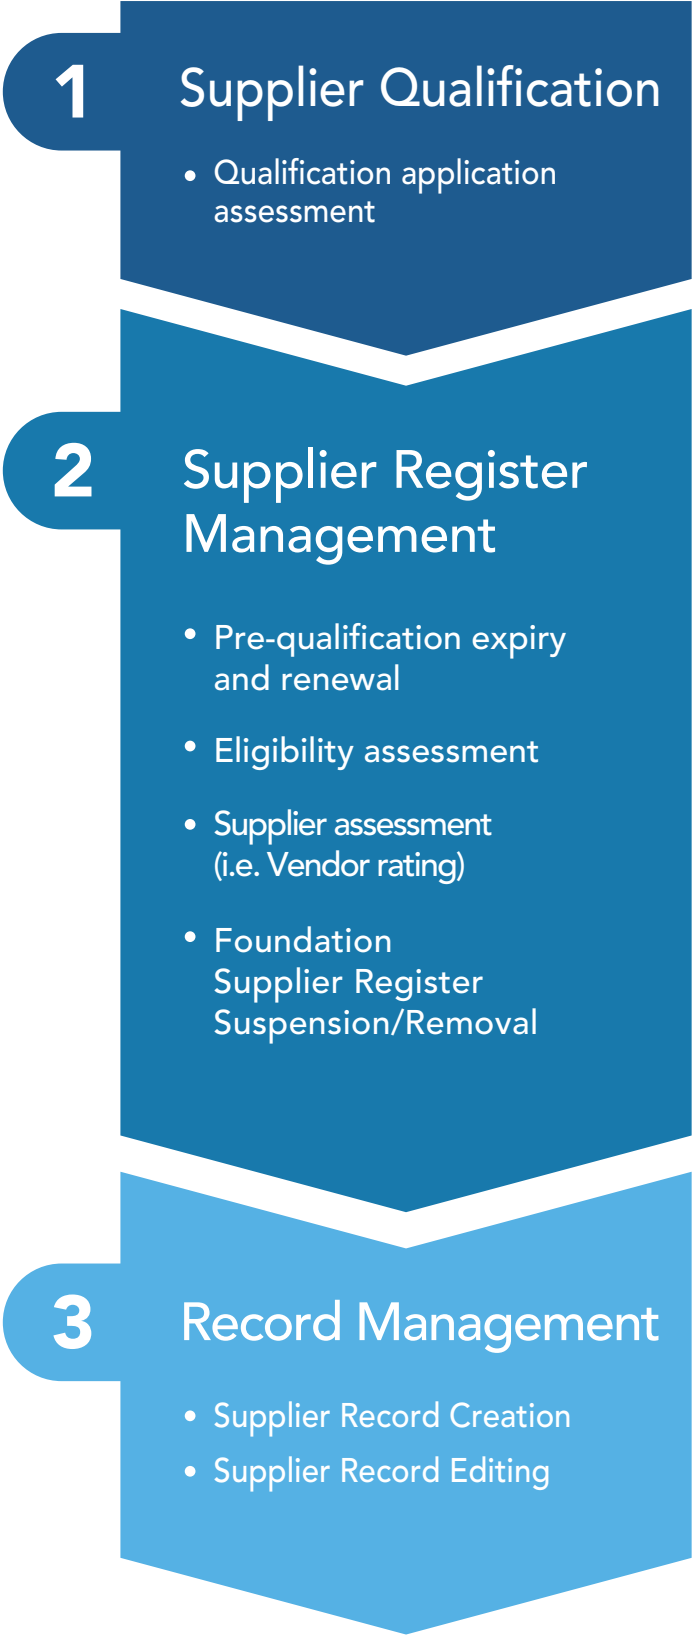 1
Supplier Qualification
• Qualification application
assessment
2
Supplier Register
Management
• Pre-qualification expiry
and renewal
• Eligibility assessment
• Supplier assessment
(i.e. Vendor rating)
• Foundation
Supplier Register
Suspension/Removal
3
Record Management
• Supplier Record Creation
• Supplier Record Editing